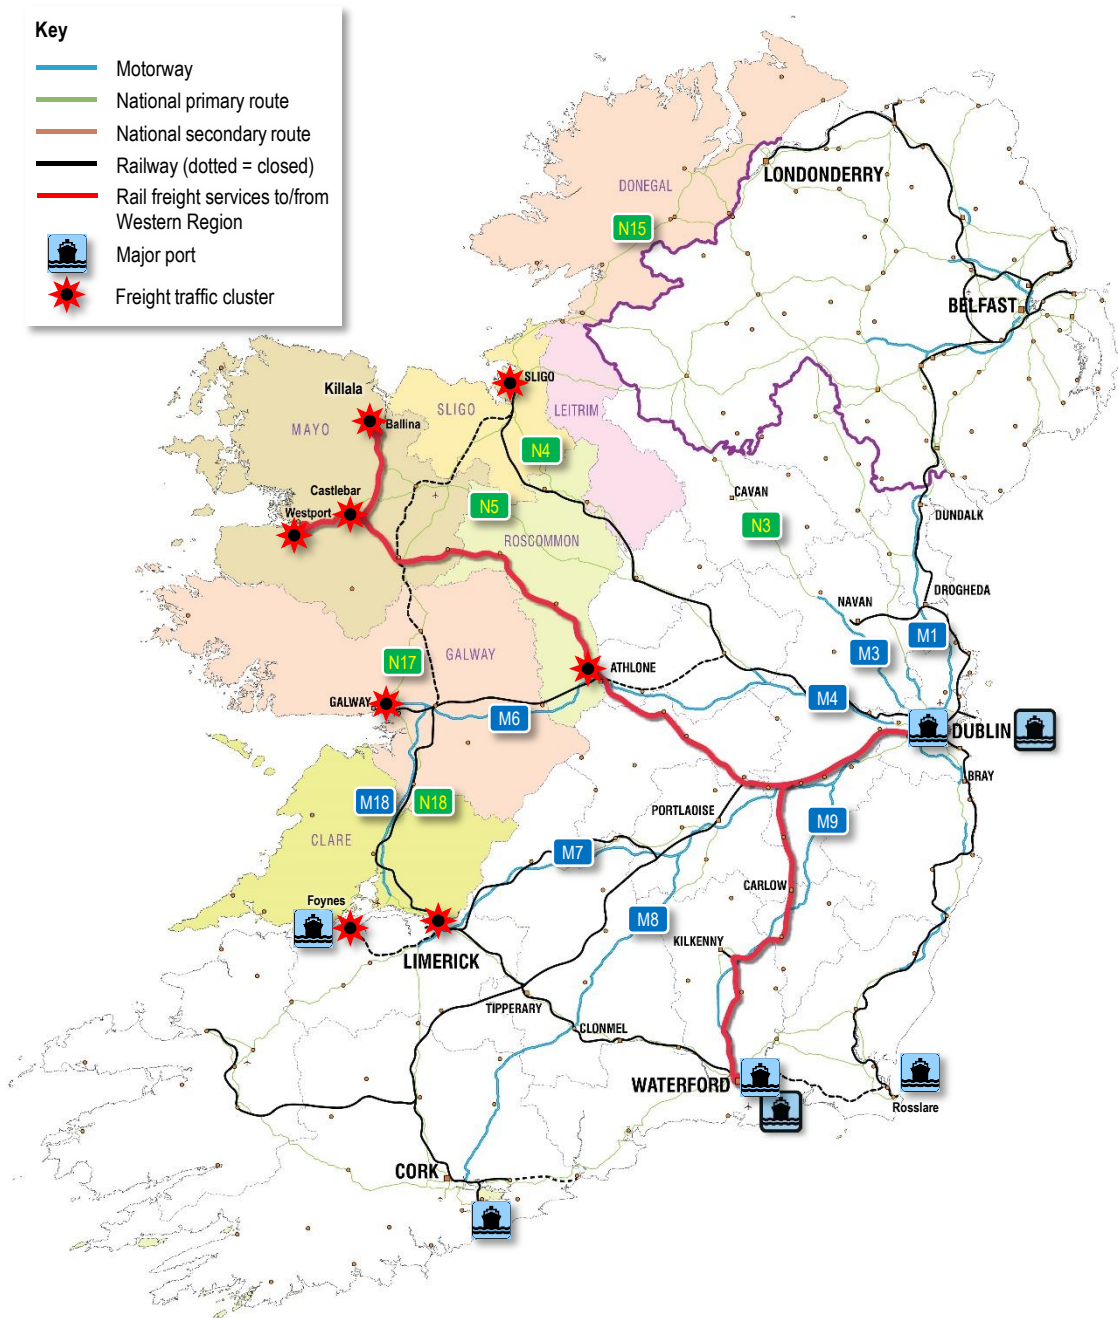 Key
Motorway
National primary route
National secondary route
Railway (dotted = closed)
Rail freight services to/from
Western Region
Major port
Freight traffic cluster
LONDONDERRY
DONEGAL
N15
BELFAST
SLIGO
Killala
SLIGO
LEITRIM
Ballina
MAYO
N4
Castlebar
CAVAN
Westport
N5
N3
DUNDALK
ROSCOMMON
DROGHEDA
NAVAN
M1
M3
N17
GALWAY
ATHLONE
GALWAY
M4
M6
DUBLIN
BRAY
M18
N18
PORTLAOISE
M9
CLARE
M7
CARLOW
Foynes
M8
KILKENNY
LIMERICK
TIPPERARY
CLONMEL
WATERFORD
Rosslare
CORK